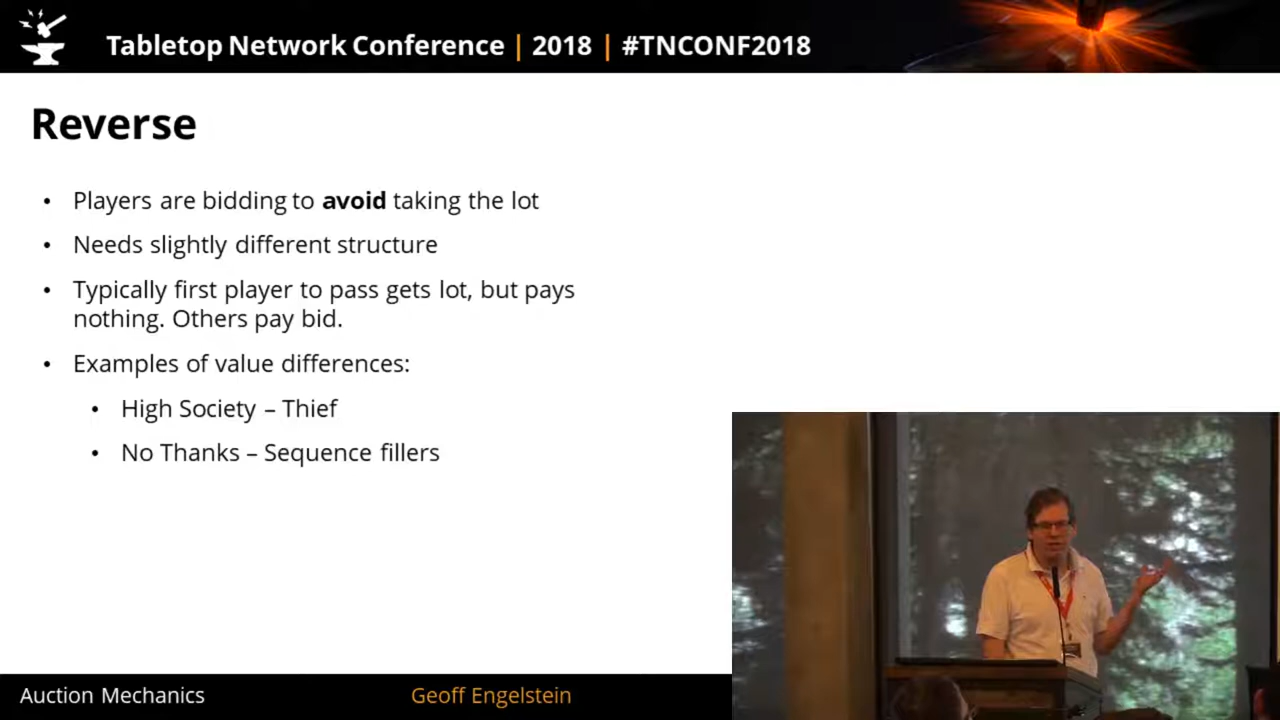 Tabletop Network Conference | 2018 | #TNCONF2018
Reverse
• Players are bidding to avoid taking the lot
• Needs slightly different structure
• Typically first player to pass gets lot, but pays
nothing. Others pay bid.
• Examples of value differences:
• High Society – Thief
• No Thanks – Sequence fillers
Auction Mechanics
Geoff Engelstein